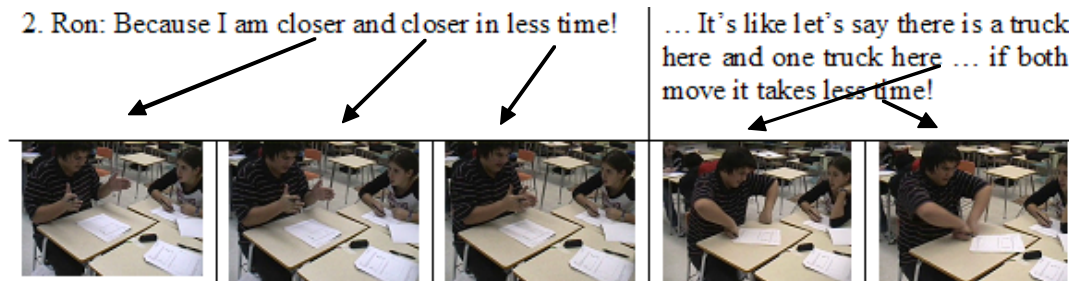 2. Ron: Because I am closer and closer in less time!
… It’s like let’s say there is a truck
here and one truck here … if both
move it takes less time!